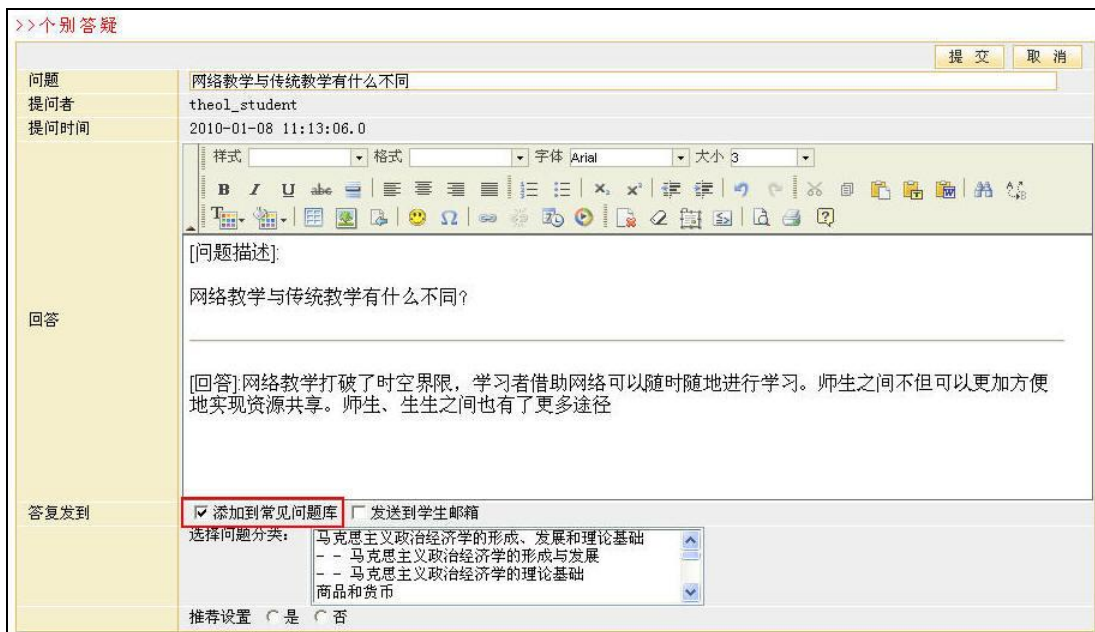 >>个别答疑
提 交 取 消
问题 网络教学与传统教学有什么不同
提问者 theol_student
提问时间 2010-01-08 11:13:06.0
样式 格式 字体 Arial 大小 3
[问题描述]:
网络教学与传统教学有什么不同?
回答
[回答]:网络教学打破了时空界限，学习者借助网络可以随时随地进行学习。师生之间不但可以更加方便
地实现资源共享。师生、生生之间也有了更多途径
答复发到 添加到常见问题库 发送到学生邮箱
选择问题分类: 马克思主义政治经济学的形成、发展和理论基础
- - 马克思主义政治经济学的形成与发展
- - 马克思主义政治经济学的理论基础
商品和货币
推荐设置 是 否